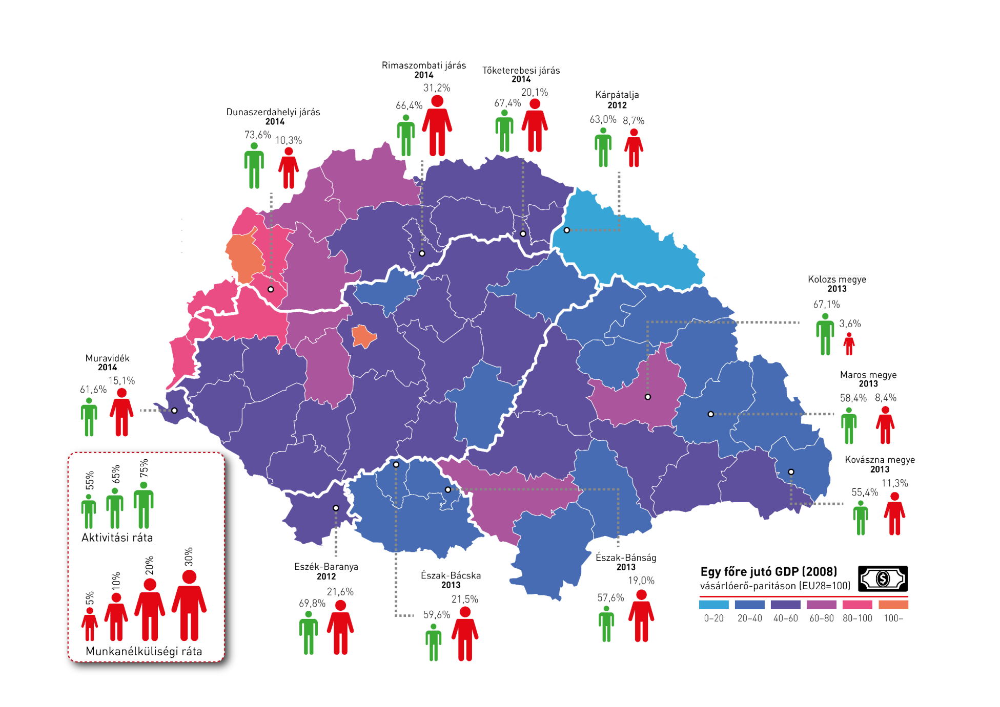 Rimaszombati járás
2014
31,2%
66,4%
Tőketerebesi járás
2014
20,1%
67,4%
Kárpátalja
2012
63,0% 8,7%
Dunaszerdahelyi járás
2014
73,6% 10,3%
Kolozs megye
2013
67,1%
3,6%
Muravidék
2014
15,1%
61,6%
Maros megye
2013
58,4% 8,4%
Kovászna megye
2013
11,3%
55,4%
55% 65% 75%
Aktivitási ráta
5% 10% 20% 30%
Munkanélküliségi ráta
Eszék-Baranya
2012
21,6%
69,8%
Észak-Bácska
2013
21,5%
59,6%
Észak-Bánság
2013
19,0%
57,6%
Egy főre jutó GDP (2008)
vásárlóerő-paritáson (EU28=100)
$
0–20 20–40 40–60 60–80 80–100 100–